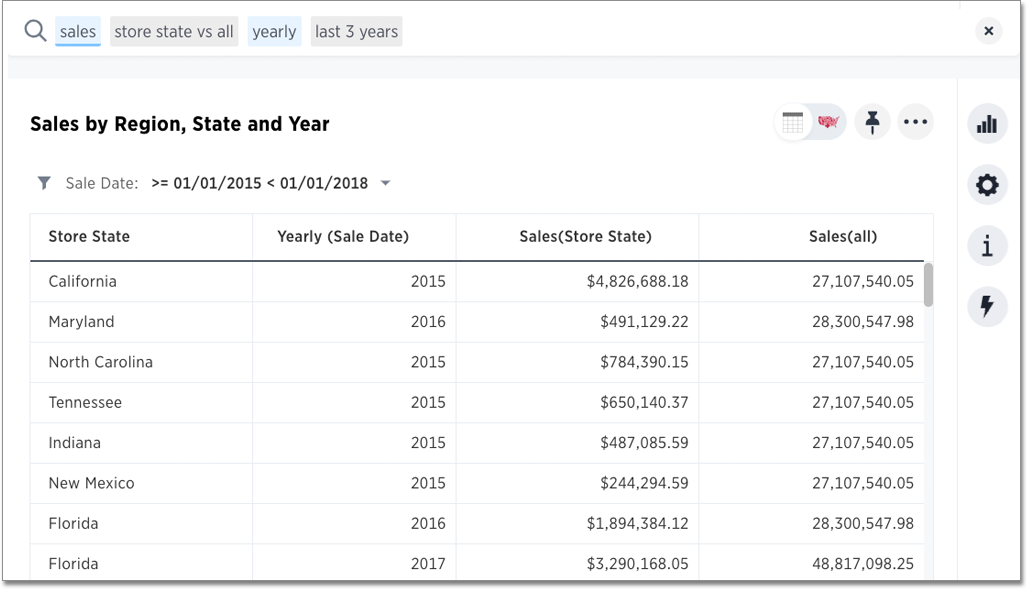 sales store state vs all yearly last 3 years
Sales by Region, State and Year
Sale Date: >= 01/01/2015 < 01/01/2018
Store State Yearly (Sale Date) Sales(Store State) Sales(all)
California 2015 $4,826,688.18 27,107,540.05
Maryland 2016 $491,129.22 28,300,547.98
North Carolina 2015 $784,390.15 27,107,540.05
Tennessee 2015 $650,140.37 27,107,540.05
Indiana 2015 $487,085.59 27,107,540.05
New Mexico 2015 $244,294.59 27,107,540.05
Florida 2016 $1,894,384.12 28,300,547.98
Florida 2017 $3,290,168.05 48,817,098.25